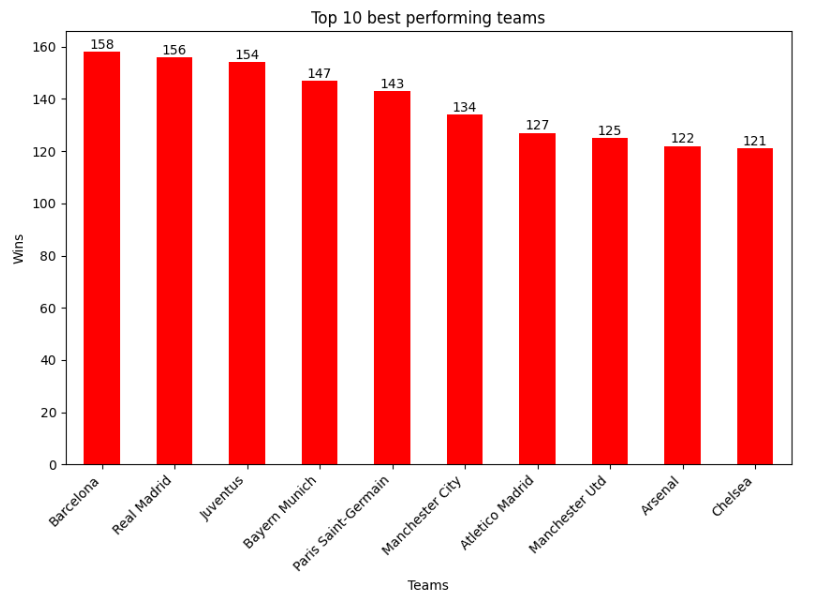 Top 10 best performing teams
158
156
154
147
143
134
127
125
122
121
160
140
120
100
80
60
40
20
0
Wins
Barcelona
Real Madrid
Juventus
Bayern Munich
Paris Saint-Germain
Manchester City
Atletico Madrid
Manchester Utd
Arsenal
Chelsea
Teams